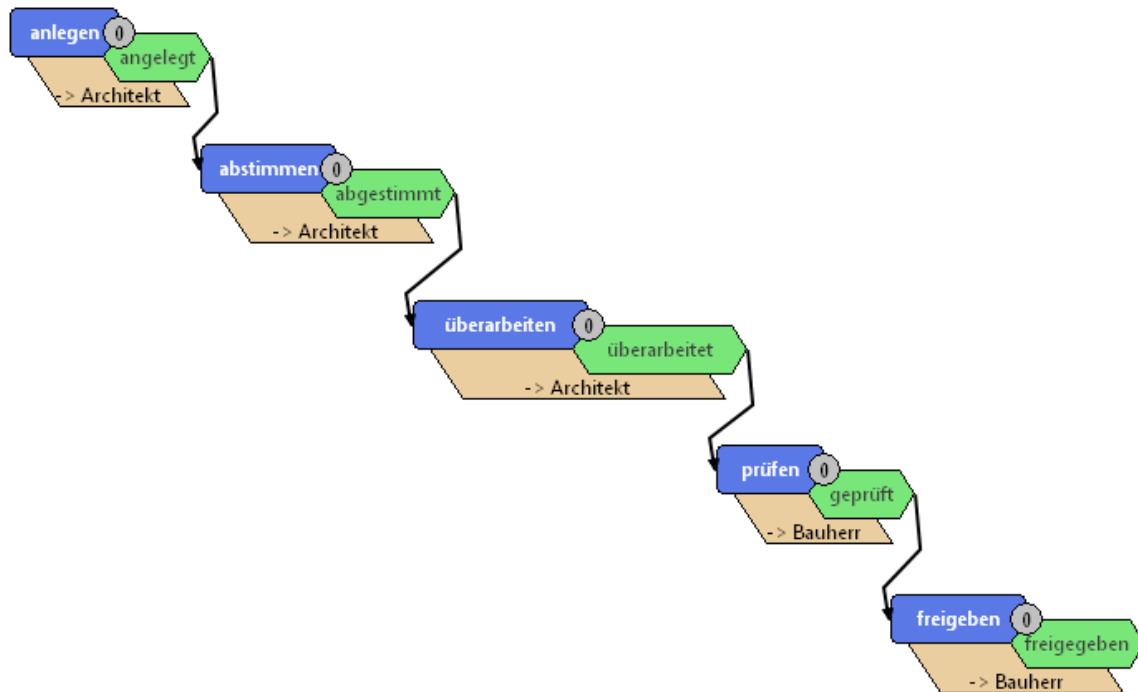 anlegen
0
angelegt
-> Architekt
abstimmen
0
abgestimmt
-> Architekt
überarbeiten
0
überarbeitet
-> Architekt
prüfen
0
geprüft
-> Bauherr
freigeben
0
freigegeben
-> Bauherr